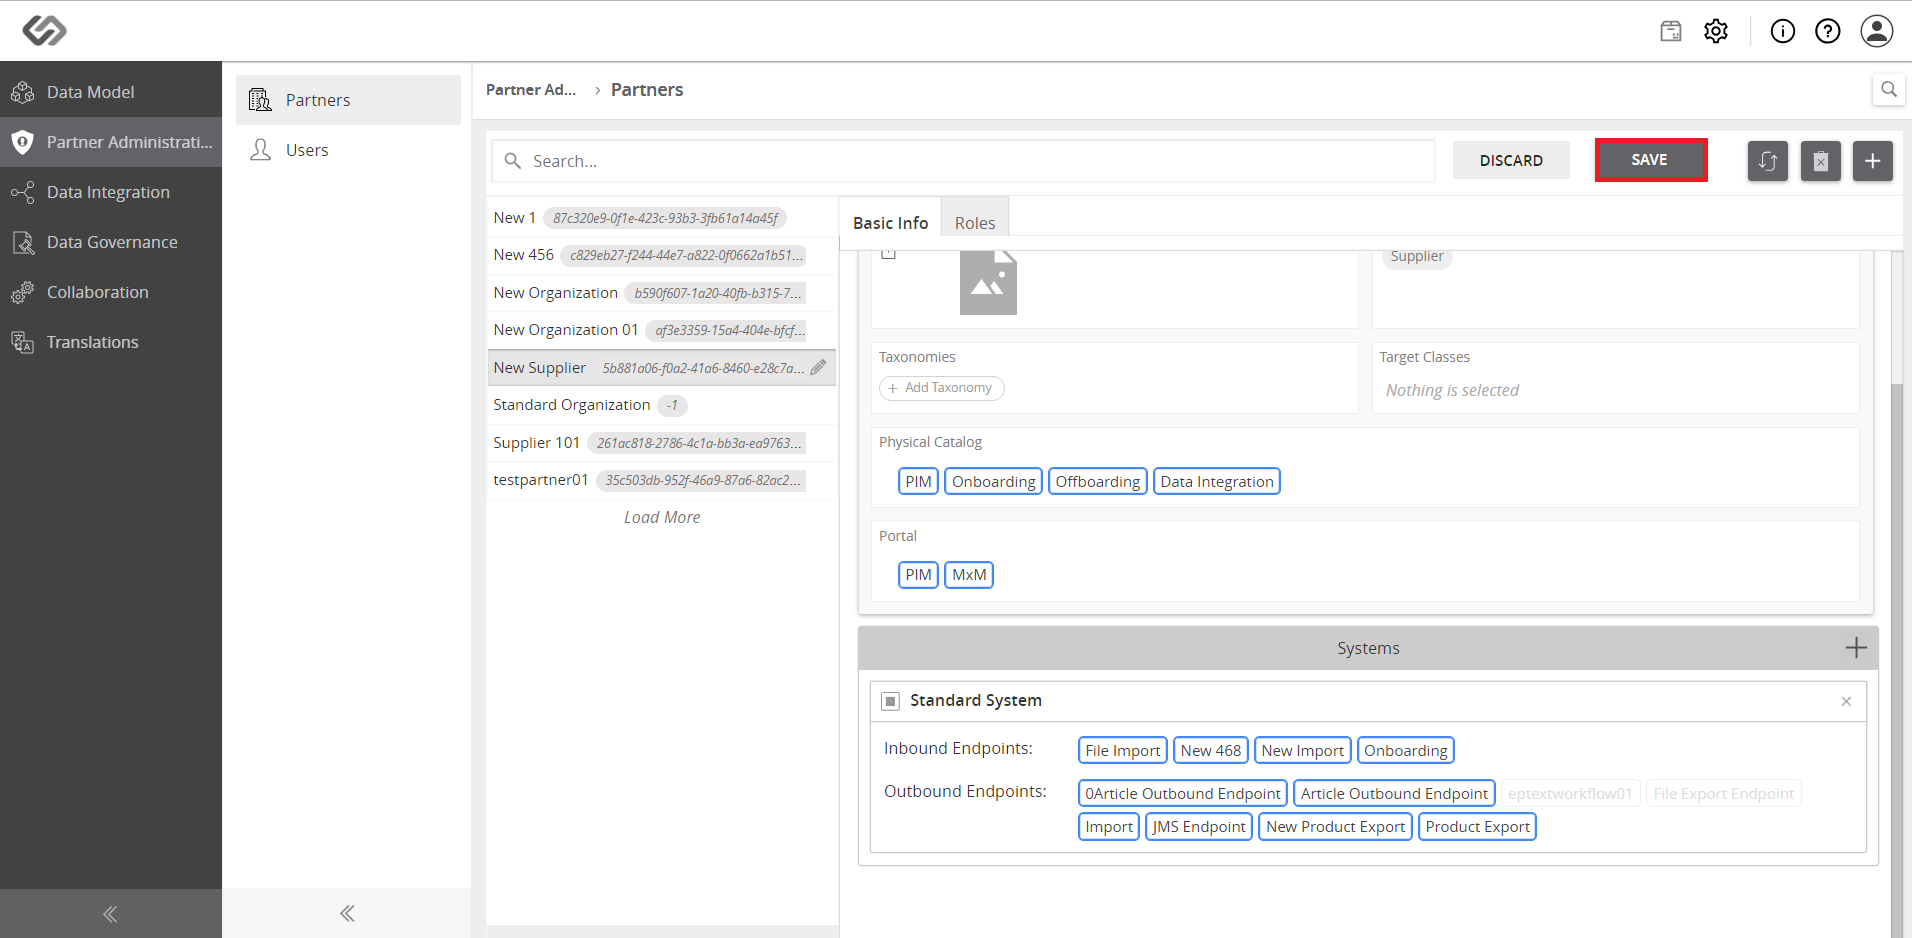 Data Model
Partner Administrati...
Data Integration
Data Governance
Collaboration
Translations
Partners
Users
Partner Ad... › Partners
Search...
DISCARD
SAVE
New 1 87c320e9-0f1e-423c-93b3-3fb61a14a45f
New 456 c829eb27-f244-44e7-a822-0f0662a1b51...
New Organization b590f607-1a20-40fb-b315-7...
New Organization 01 af3e3359-15a4-404e-bfcf...
New Supplier 5b881a06-f0a2-41a6-8460-e28c7a...
Standard Organization -1
Supplier 101 261ac818-2786-4c1a-bb3a-ea9763...
testpartner01 35c503db-952f-46a9-87a6-82ac2...
Load More
Basic Info Roles
Supplier
Taxonomies
+ Add Taxonomy
Target Classes
Nothing is selected
Physical Catalog
PIM Onboarding Offboarding Data Integration
Portal
PIM MxM
Systems
Standard System
Inbound Endpoints: File Import New 468 New Import Onboarding
Outbound Endpoints: 0Article Outbound Endpoint Article Outbound Endpoint eptextworkflow01 File Export Endpoint
Import JMS Endpoint New Product Export Product Export